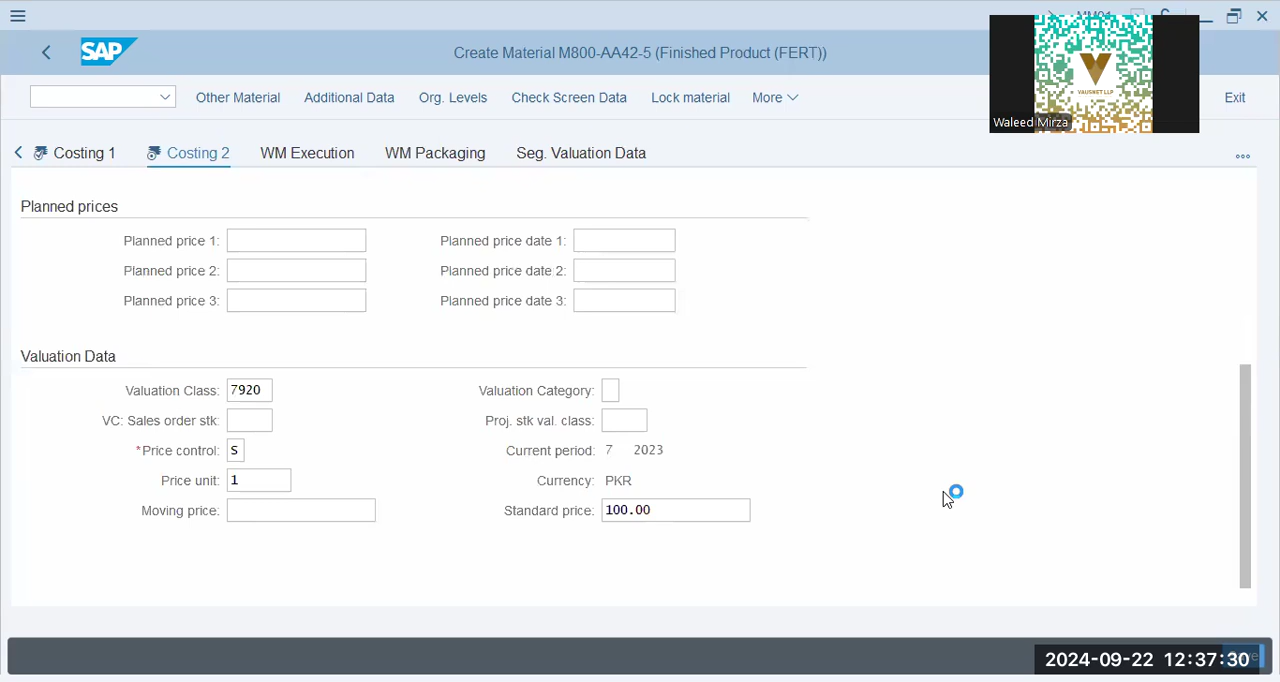 SAP
Create Material M800-AA42-5 (Finished Product (FERT))
VAUSNET LLP
Waleed Mirza
Other Material
Additional Data
Org. Levels
Check Screen Data
Lock material
More
Exit
Costing 1
Costing 2
WM Execution
WM Packaging
Seg. Valuation Data
Planned prices
Planned price 1:
Planned price date 1:
Planned price 2:
Planned price date 2:
Planned price 3:
Planned price date 3:
Valuation Data
Valuation Class: 7920
Valuation Category:
VC: Sales order stk:
Proj. stk val. class:
*Price control: S
Current period: 7 2023
Price unit: 1
Currency: PKR
Moving price:
Standard price: 100.00
2024-09-22 12:37:30